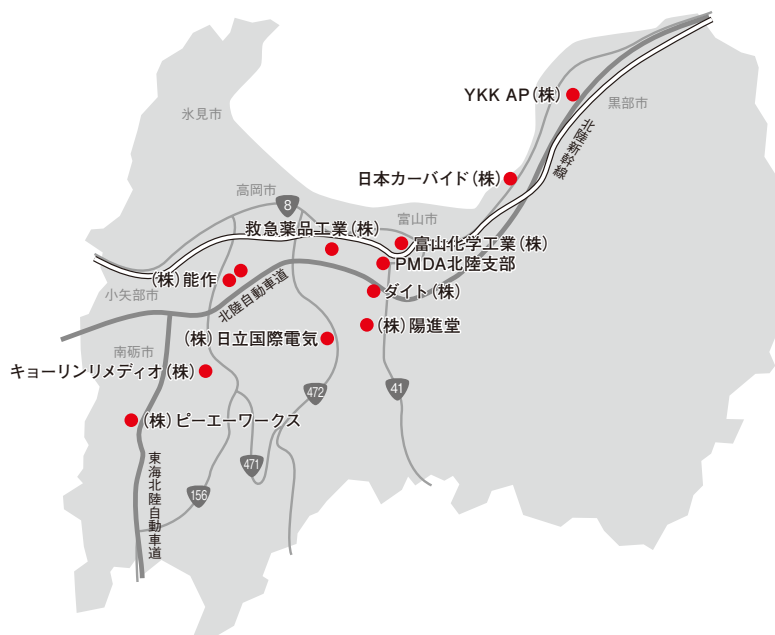 YKK AP(株)
黒部市
氷見市
北陸新幹線
日本カーバイド(株)
高岡市
8
富山市
救急薬品工業(株)
富山化学工業(株)
PMDA北陸支部
(株)能作
小矢部市
北陸自動車道
ダイト(株)
(株)陽進堂
(株)日立国際電気
南砺市
キョーリンリメディオ(株)
472
41
(株)ピーエーワークス
東海北陸自動車道
471
156